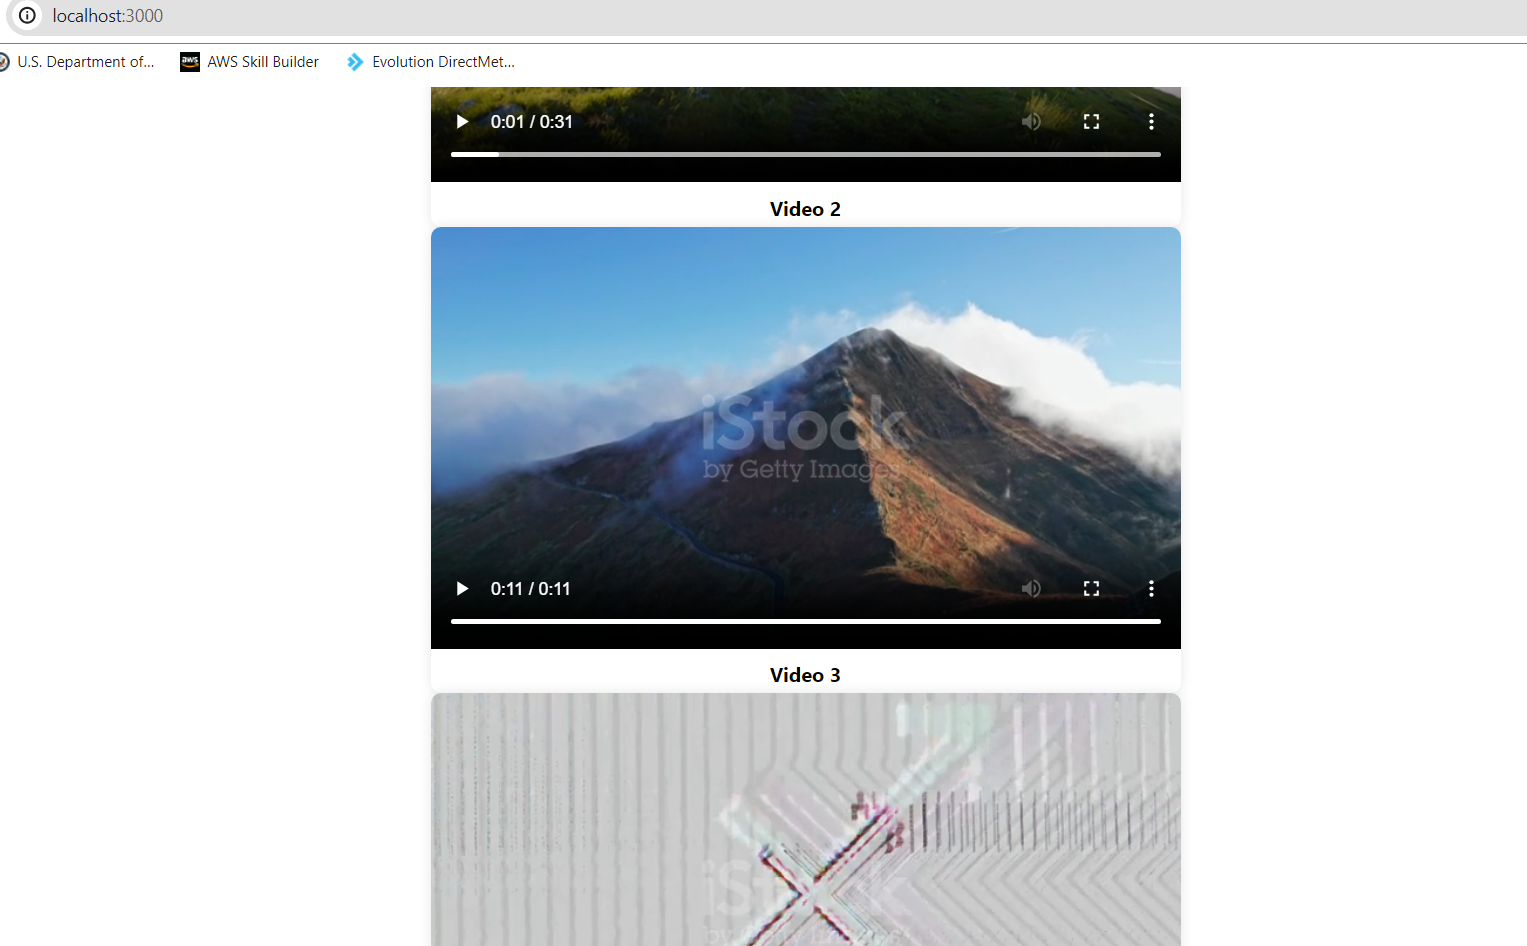 localhost:3000
U.S. Department of...
aws
AWS Skill Builder
Evolution DirectMet...
0:01 / 0:31
Video 2
iStock
by Getty Images
0:11 / 0:11
Video 3
iStock
by Getty Images